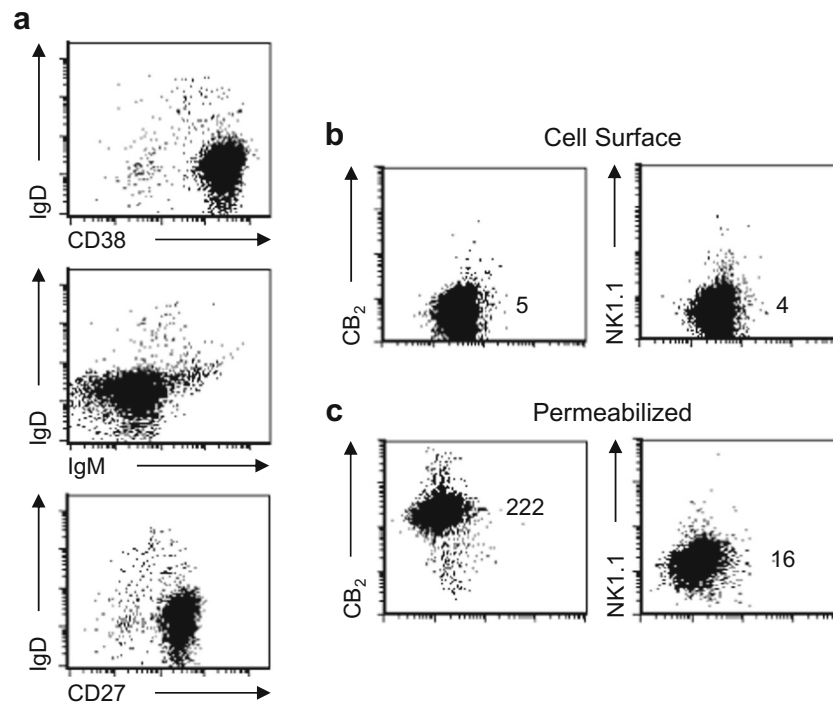 a
IgD
CD38
IgD
IgM
IgD
CD27
b
Cell Surface
CB₂
5
NK1.1
4
c
Permeabilized
CB₂
222
NK1.1
16